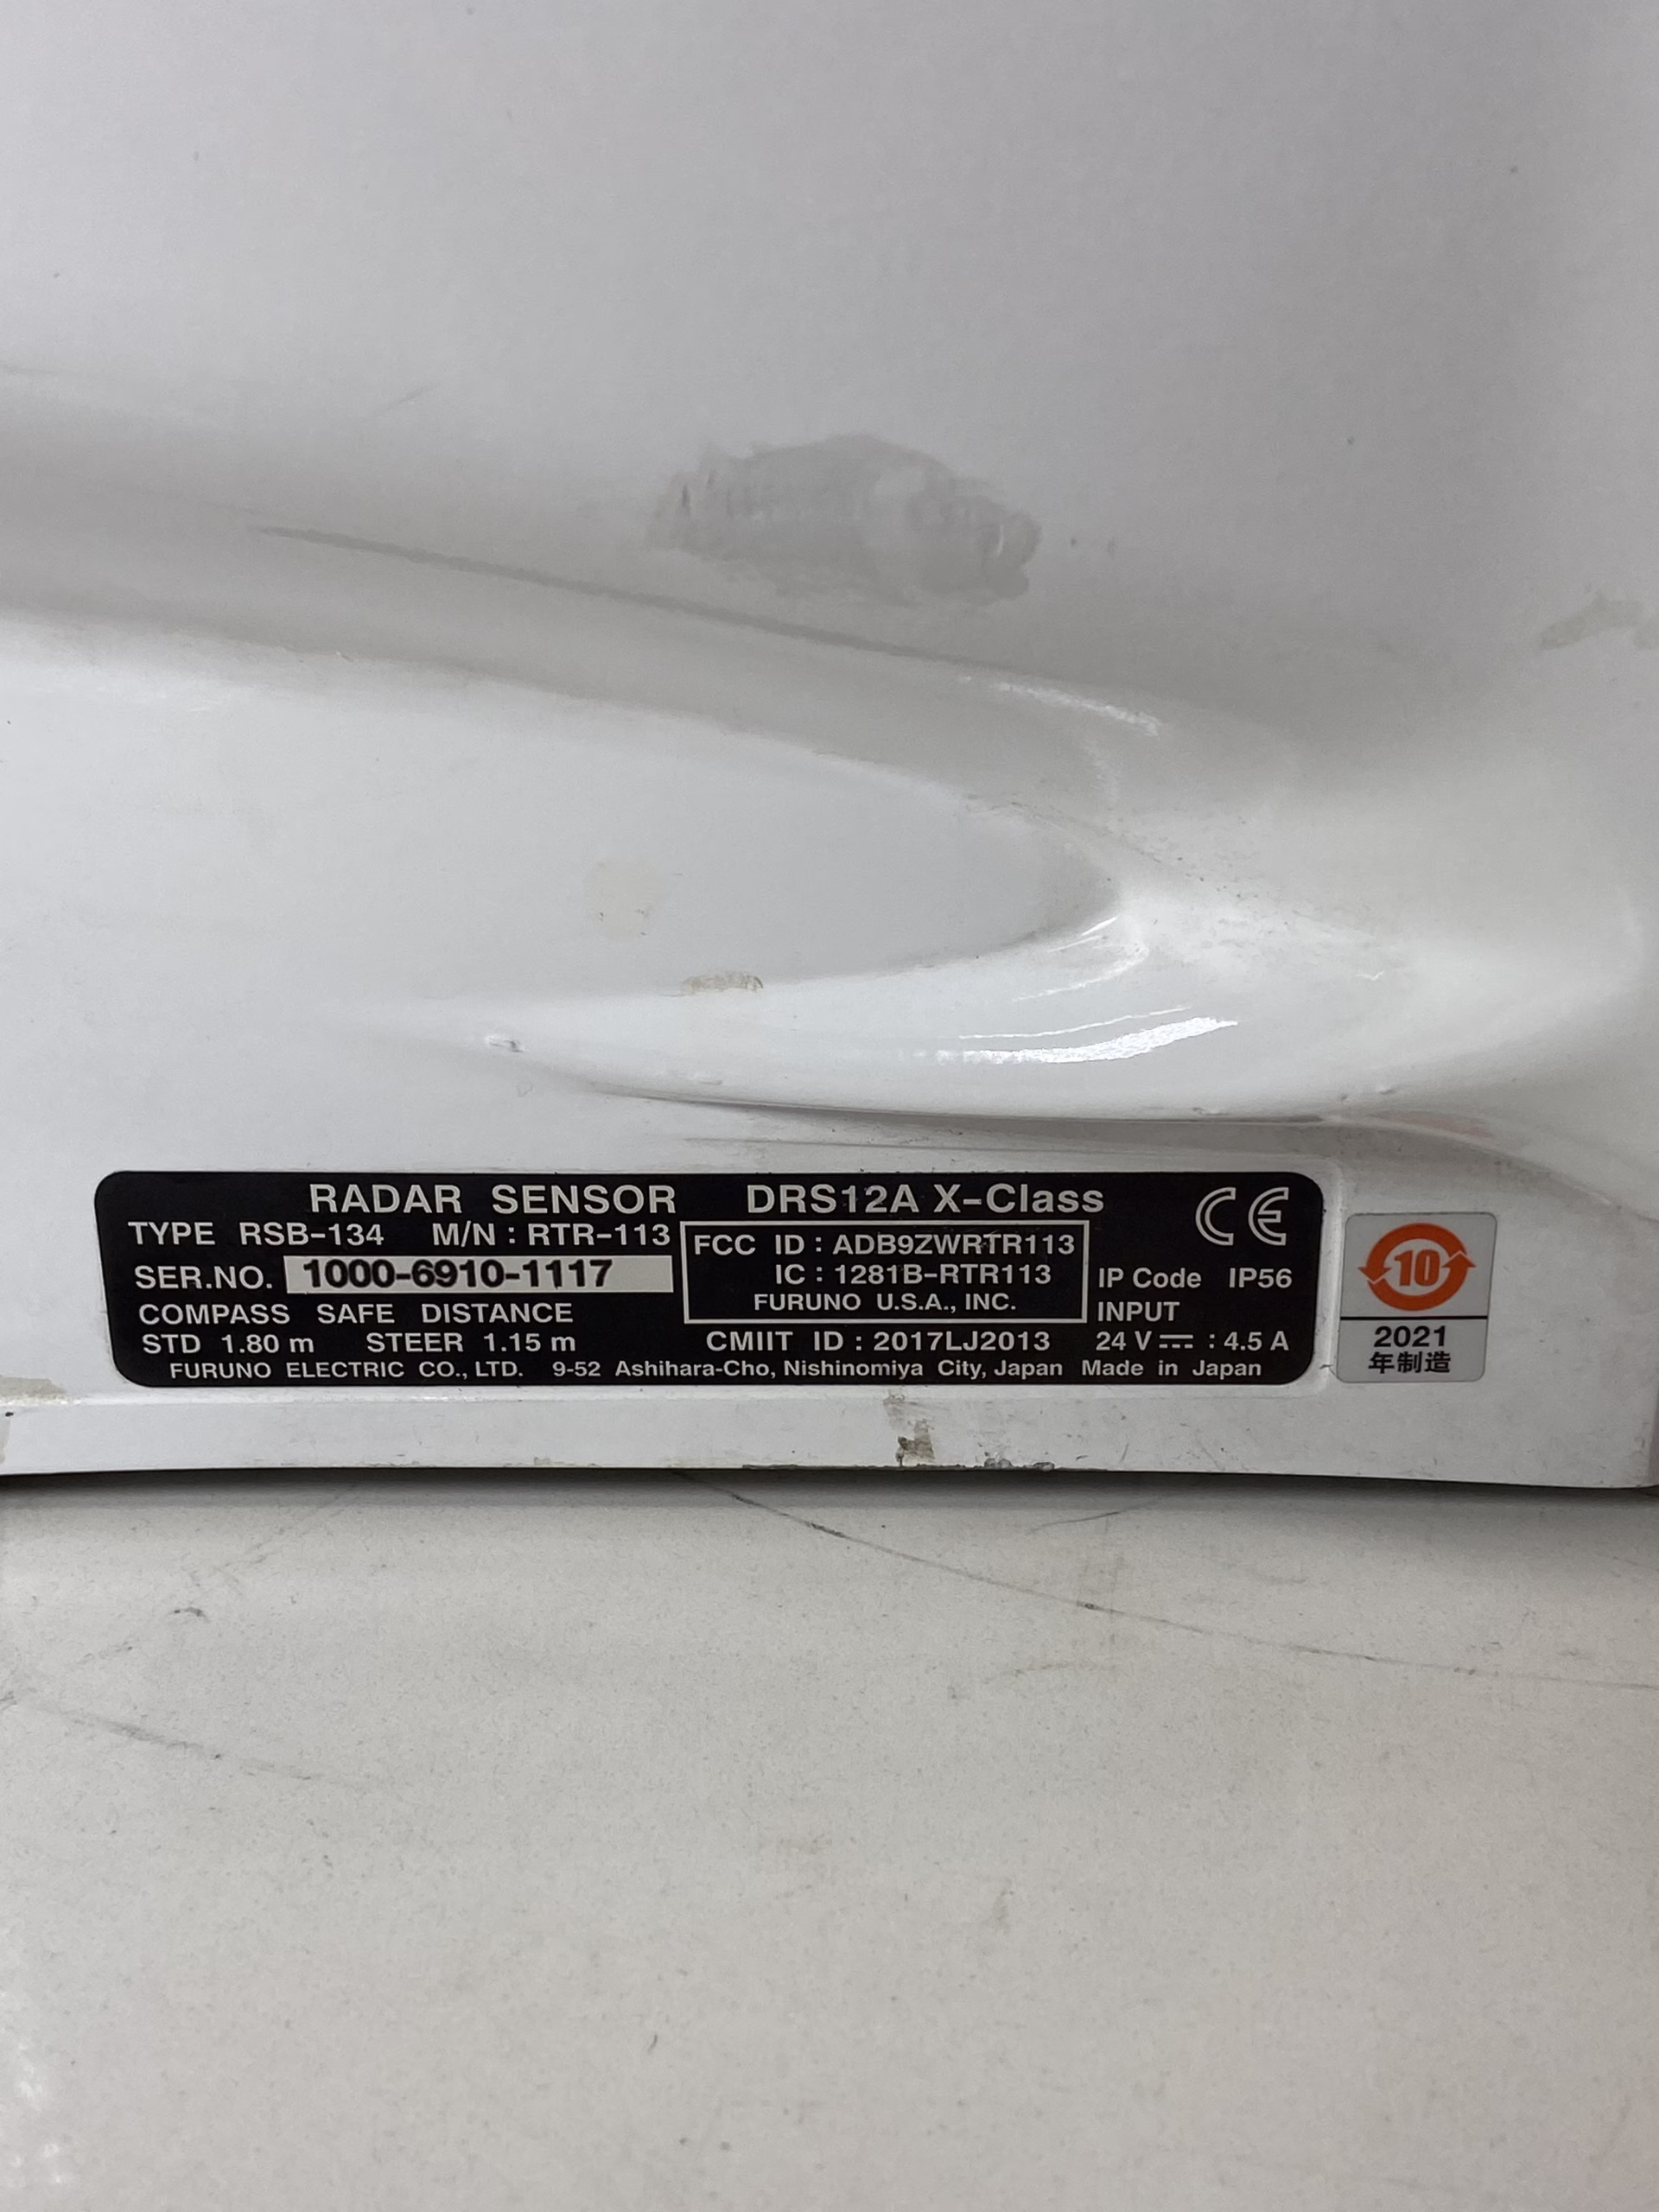 RADAR SENSOR DRS12A X-Class
CE
TYPE RSB-134 M/N : RTR-113
SER.NO. 1000-6910-1117
COMPASS SAFE DISTANCE
STD 1.80 m STEER 1.15 m
FCC ID : ADB9ZWRTR113
IC : 1281B-RTR113
FURUNO U.S.A., INC.
CMIIT ID : 2017LJ2013
IP Code IP56
INPUT
24 V ⎓ : 4.5 A
FURUNO ELECTRIC CO., LTD. 9-52 Ashihara-Cho, Nishinomiya City, Japan Made in Japan
10
2021
年制造